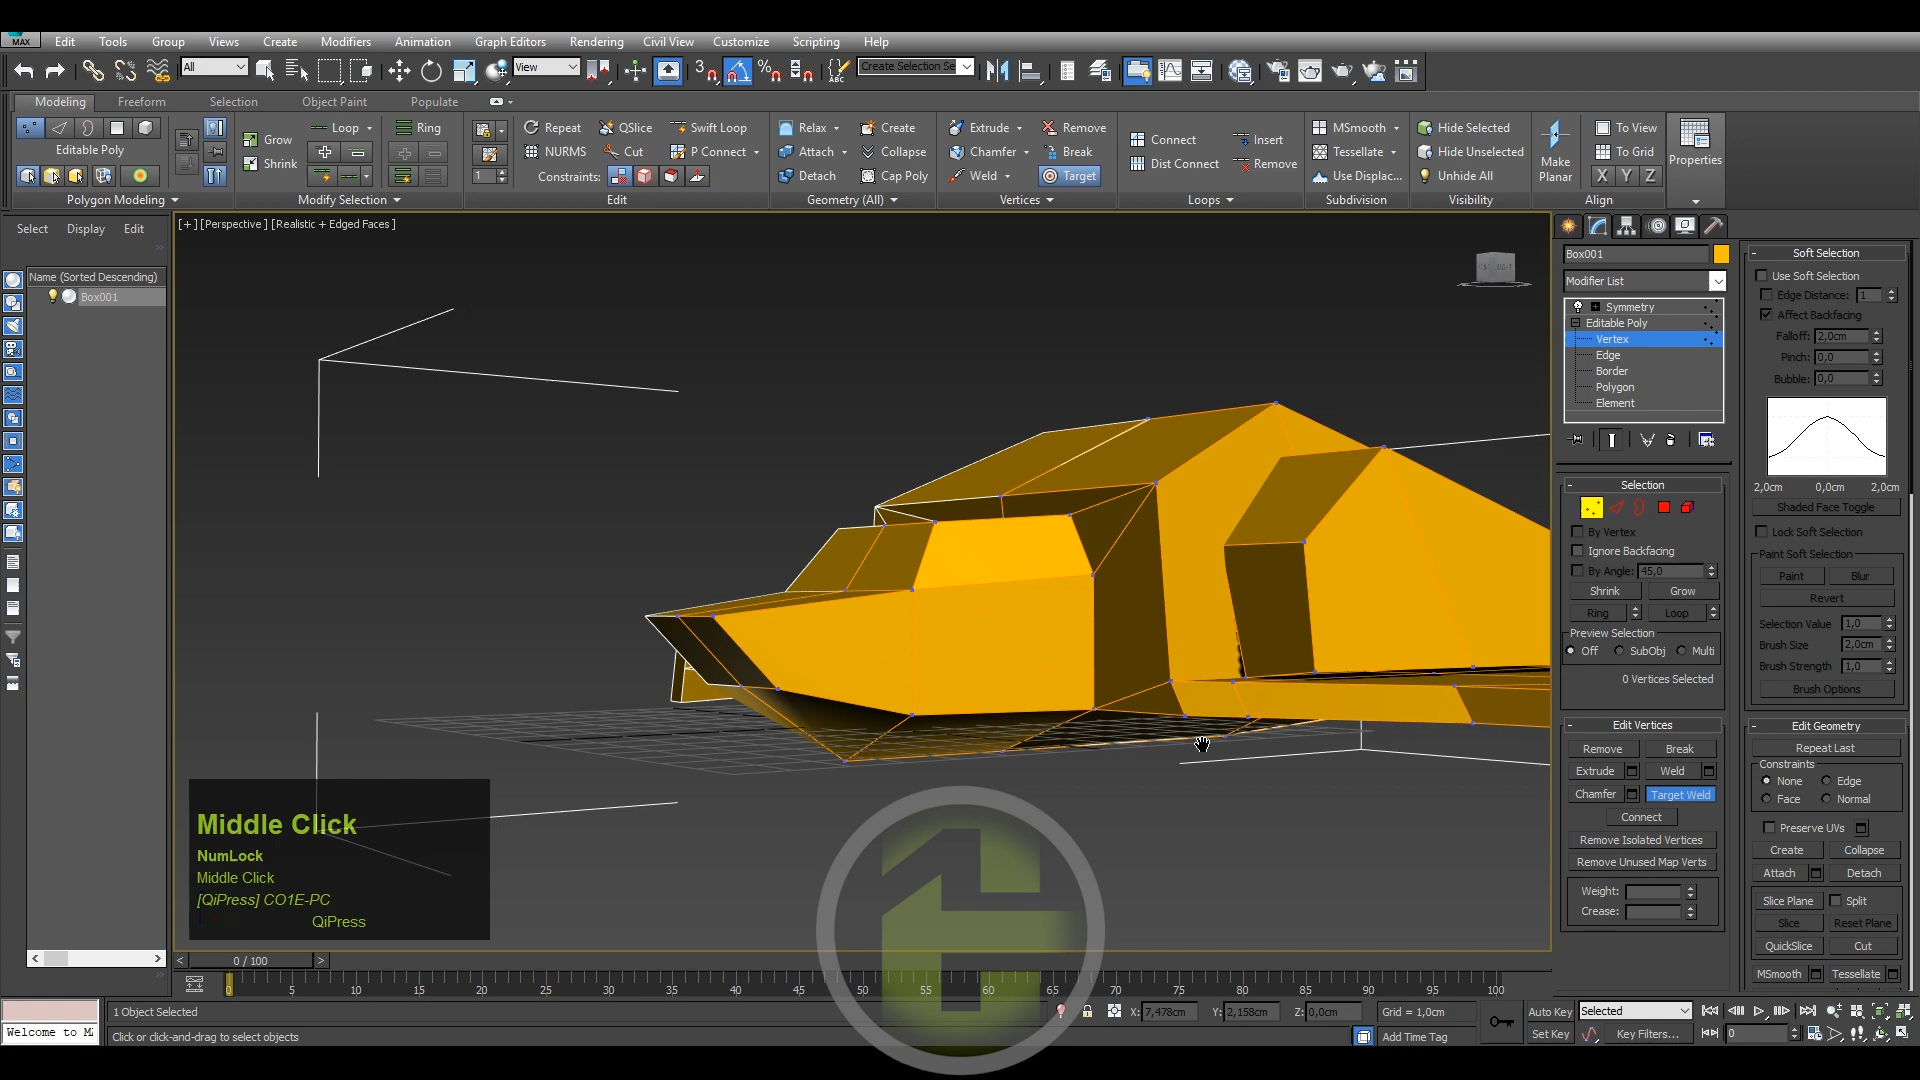 MAX Edit Tools Group Views Create Modifiers Animation Graph Editors Rendering Civil View Customize Scripting Help
All View 3 Create Selection Se
Modeling Freeform Selection Object Paint Populate
Grow Loop Ring Repeat QSlice Swift Loop Relax Create Extrude Remove Connect Insert MSmooth Hide Selected To View
Editable Poly
Shrink NURMS Cut P Connect Attach Collapse Chamfer Break Dist Connect Remove Tessellate Hide Unselected Make Planar To Grid Properties
1 Constraints: Detach Cap Poly Weld Target Use Displac... Unhide All X Y Z
Polygon Modeling Modify Selection Edit Geometry (All) Vertices Loops Subdivision Visibility Align
Select Display Edit
Name (Sorted Descending)
Box001
[+] [Perspective ] [Realistic + Edged Faces ]
Box001
Modifier List
Symmetry
Editable Poly
Vertex
Edge
Border
Polygon
Element
Selection
By Vertex
Ignore Backfacing
By Angle: 45,0
Shrink Grow
Ring Loop
Preview Selection
Off SubObj Multi
0 Vertices Selected
Edit Vertices
Remove Break
Extrude Weld
Chamfer Target Weld
Connect
Remove Isolated Vertices
Remove Unused Map Verts
Weight:
Crease:
Soft Selection
Use Soft Selection
Edge Distance: 1
Affect Backfacing
Falloff: 2,0cm
Pinch: 0,0
Bubble: 0,0
2,0cm 0,0cm 2,0cm
Shaded Face Toggle
Lock Soft Selection
Paint Soft Selection
Paint Blur
Revert
Selection Value 1,0
Brush Size 2,0cm
Brush Strength 1,0
Brush Options
Edit Geometry
Repeat Last
Constraints
None Edge
Face Normal
Preserve UVs
Create Collapse
Attach Detach
Slice Plane Split
Slice Reset Plane
QuickSlice Cut
MSmooth Tessellate
Middle Click
NumLock
Middle Click
[QiPress] CO1E-PC
QiPress
0 / 100
0 5 10 15 20 25 30 35 40 45 50 55 60 65 70 75 80 85 90 95 100
1 Object Selected X: 7,478cm Y: 2,158cm Z: 0,0cm Grid = 1,0cm Auto Key Selected
Welcome to M Click or click-and-drag to select objects Add Time Tag Set Key Key Filters... 0